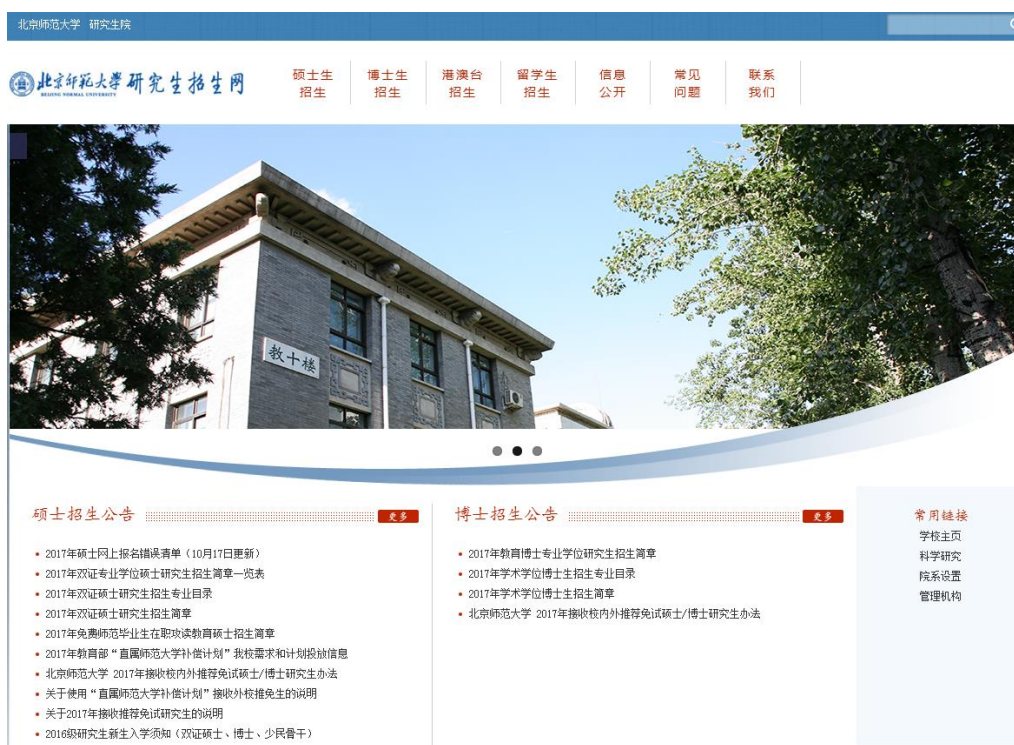 北京师范大学 研究生院
北京师范大学研究生招生网
BEIJING NORMAL UNIVERSITY
硕士生招生
博士生招生
港澳台招生
留学生招生
信息公开
常见问题
联系我们
教十楼
硕士招生公告 更多
2017年硕士网上报名错误清单（10月17日更新）
2017年双证专业学位硕士研究生招生简章一览表
2017年双证硕士研究生招生专业目录
2017年双证硕士研究生招生简章
2017年免费师范毕业生在职攻读教育硕士招生简章
2017年教育部“直属师范大学补偿计划”我校需求和计划投放信息
北京师范大学 2017年接收校内外推荐免试硕士/博士研究生办法
关于使用“直属师范大学补偿计划”接收外校推免生的说明
关于2017年接收推荐免试研究生的说明
2016级研究生新生入学须知（双证硕士、博士、少民骨干）
博士招生公告 更多
2017年教育博士专业学位研究生招生简章
2017年学术学位博士生招生专业目录
2017年学术学位博士生招生简章
北京师范大学 2017年接收校内外推荐免试硕士/博士研究生办法
常用链接
学校主页
科学研究
院系设置
管理机构